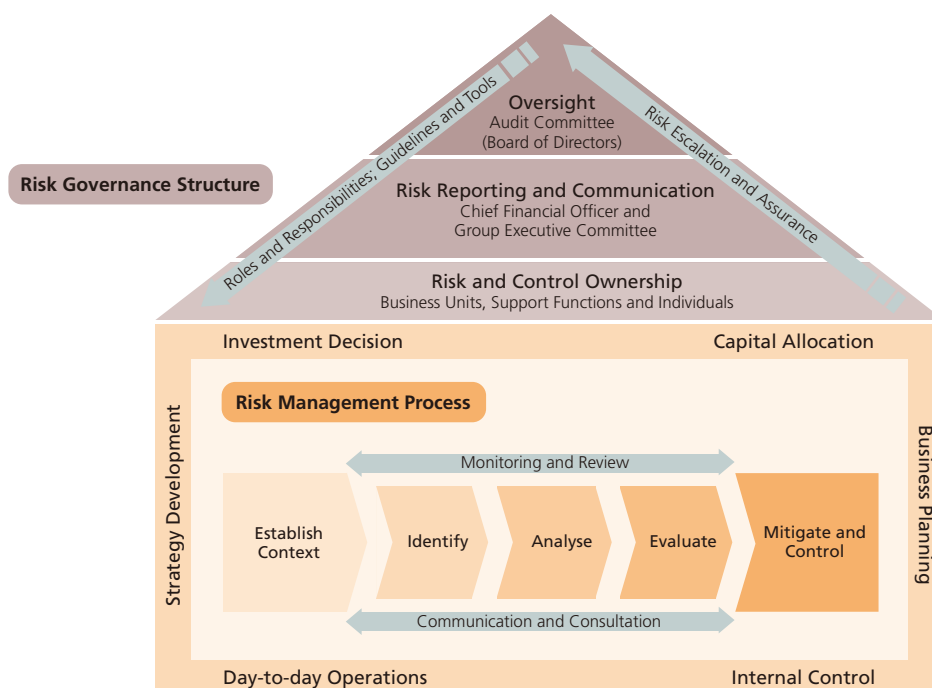 Oversight
Audit Committee
(Board of Directors)
Roles and Responsibilities; Guidelines and Tools
Risk Escalation and Assurance
Risk Governance Structure
Risk Reporting and Communication
Chief Financial Officer and
Group Executive Committee
Risk and Control Ownership
Business Units, Support Functions and Individuals
Investment Decision
Capital Allocation
Strategy Development
Business Planning
Risk Management Process
Monitoring and Review
Establish
Context
Identify
Analyse
Evaluate
Mitigate and
Control
Communication and Consultation
Day-to-day Operations
Internal Control